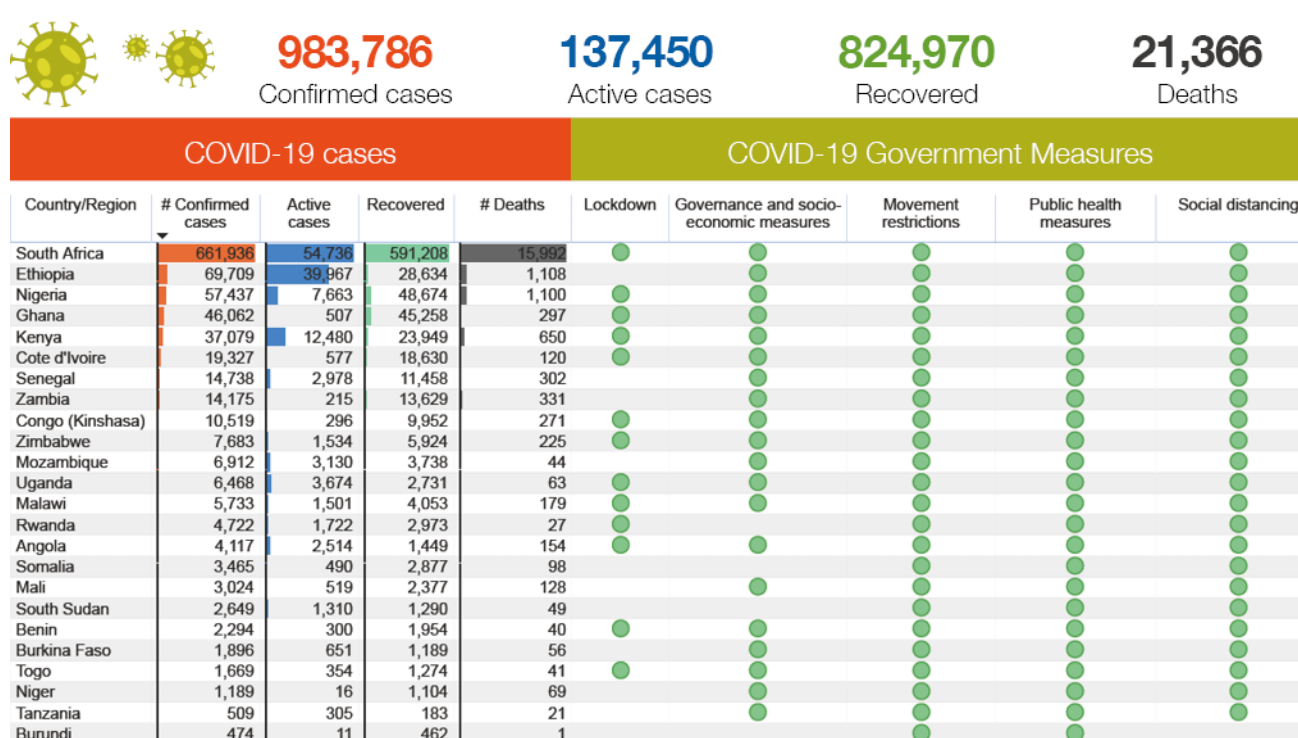 983,786 137,450 824,970 21,366
Confirmed cases Active cases Recovered Deaths
COVID-19 cases COVID-19 Government Measures
Country/Region # Confirmed cases Active cases Recovered # Deaths Lockdown Governance and socio-economic measures Movement restrictions Public health measures Social distancing
South Africa 661,936 54,736 591,208 15,992
Ethiopia 69,709 39,967 28,634 1,108
Nigeria 57,437 7,663 48,674 1,100
Ghana 46,062 507 45,258 297
Kenya 37,079 12,480 23,949 650
Cote d'Ivoire 19,327 577 18,630 120
Senegal 14,738 2,978 11,458 302
Zambia 14,175 215 13,629 331
Congo (Kinshasa) 10,519 296 9,952 271
Zimbabwe 7,683 1,534 5,924 225
Mozambique 6,912 3,130 3,738 44
Uganda 6,468 3,674 2,731 63
Malawi 5,733 1,501 4,053 179
Rwanda 4,722 1,722 2,973 27
Angola 4,117 2,514 1,449 154
Somalia 3,465 490 2,877 98
Mali 3,024 519 2,377 128
South Sudan 2,649 1,310 1,290 49
Benin 2,294 300 1,954 40
Burkina Faso 1,896 651 1,189 56
Togo 1,669 354 1,274 41
Niger 1,189 16 1,104 69
Tanzania 509 305 183 21
Burundi 474 11 462 1